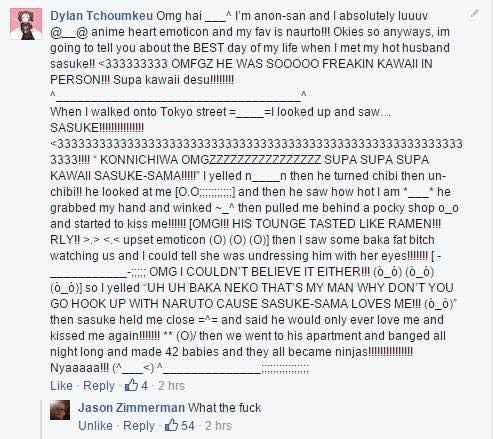 Dylan Tchoumkeu Omg hai ___^ I'm anon-san and I absolutely luuuv
@__@ anime heart emoticon and my fav is naurto!!! Okies so anyways, im
going to tell you about the BEST day of my life when I met my hot husband
sasuke!! <333333333 OMFGZ HE WAS SOOOOO FREAKIN KAWAII IN
PERSON!!! Supa kawaii desu!!!!!!!!
^______________________________________^
When I walked onto Tokyo street =____=I looked up and saw…
SASUKE!!!!!!!!!!!!!!!
<33333333333333333333333333333333333333333333333333333333333
3333!!!! “ KONNICHIWA OMGZZZZZZZZZZZZZZZZ SUPA SUPA SUPA
KAWAII SASUKE-SAMA!!!!!” I yelled n____n then he turned chibi then un-
chibi!! he looked at me [O.O;;;;;;;;;;;] and then he saw how hot I am *___* he
grabbed my hand and winked ~_^ then pulled me behind a pocky shop o_o
and started to kiss me!!!!!! [OMG!!! HIS TOUNGE TASTED LIKE RAMEN!!!
RLY!! >.> <.< upset emoticon (O) (O) (O)] then I saw some baka fat bitch
watching us and I could tell she was undressing him with her eyes!!!!!!! [ -
____________-;;;;; OMG I COULDN’T BELIEVE IT EITHER!!! (ò_ó) (ò_ó)
(ò_ó)] so I yelled “UH UH BAKA NEKO THAT’S MY MAN WHY DON’T YOU
GO HOOK UP WITH NARUTO CAUSE SASUKE-SAMA LOVES ME!!! (ò_ó)”
then sasuke held me close =^= and said he would only ever love me and
kissed me again!!!!!!! ** (O)/ then we went to his apartment and banged all
night long and made 42 babies and they all became ninjas!!!!!!!!!!!!!!!
Nyaaaaa!!! (^___<) ^______________;;;;;;;;;;;;;;;;;
Like · Reply · 4 · 2 hrs
Jason Zimmerman What the fuck
Unlike · Reply · 54 · 2 hrs